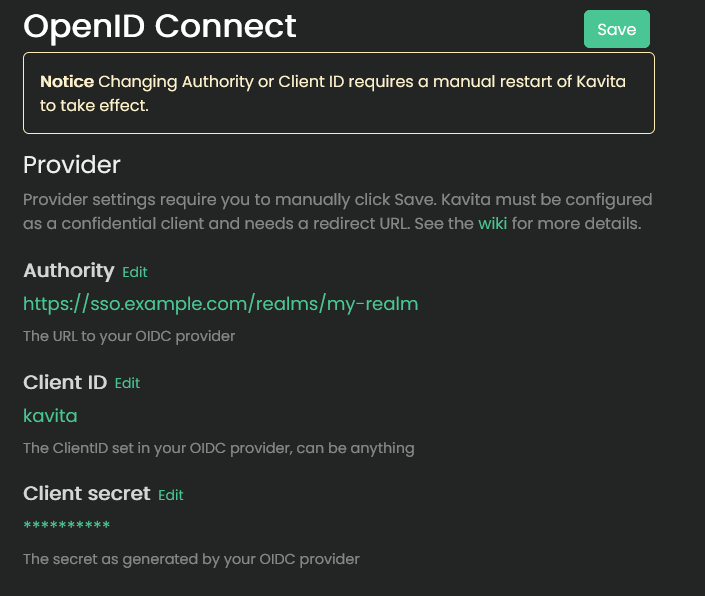 OpenID Connect
Save
Notice Changing Authority or Client ID requires a manual restart of Kavita
to take effect.
Provider
Provider settings require you to manually click Save. Kavita must be configured
as a confidential client and needs a redirect URL. See the wiki for more details.
Authority Edit
https://sso.example.com/realms/my-realm
The URL to your OIDC provider
Client ID Edit
kavita
The ClientID set in your OIDC provider, can be anything
Client secret Edit
**********
The secret as generated by your OIDC provider